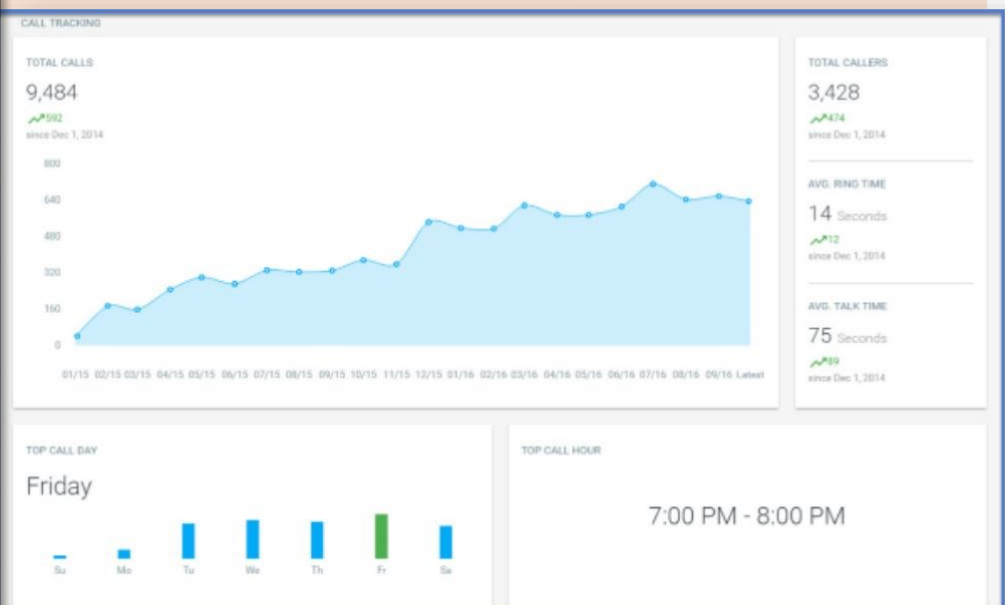 CALL TRACKING
TOTAL CALLS
9,484
592
since Dec 1, 2014
800
640
480
320
160
0
01/15 02/15 03/15 04/15 05/15 06/15 07/15 08/15 09/15 10/15 11/15 12/15 01/16 02/16 03/16 04/16 05/16 06/16 07/16 08/16 09/16 Latest
TOTAL CALLERS
3,428
474
since Dec 1, 2014
AVG. RING TIME
14 Seconds
12
since Dec 1, 2014
AVG. TALK TIME
75 Seconds
89
since Dec 1, 2014
TOP CALL DAY
Friday
Su Mo Tu We Th Fr Sa
TOP CALL HOUR
7:00 PM - 8:00 PM